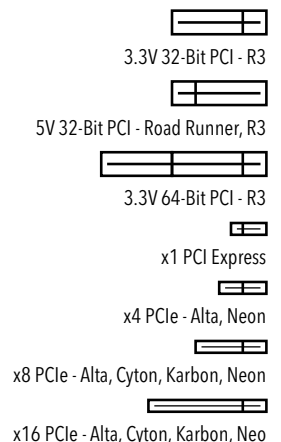 3.3V 32-Bit PCI - R3
5V 32-Bit PCI - Road Runner, R3
3.3V 64-Bit PCI - R3
x1 PCI Express
x4 PCIe - Alta, Neon
x8 PCIe - Alta, Cyton, Karbon, Neon
x16 PCIe - Alta, Cyton, Karbon, Neo